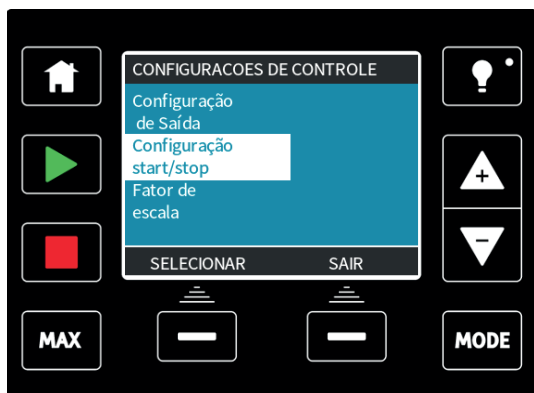 CONFIGURACOES DE CONTROLE
Configuração
de Saída
Configuração
start/stop
Fator de
escala
SELECIONAR SAIR
MAX
MODE